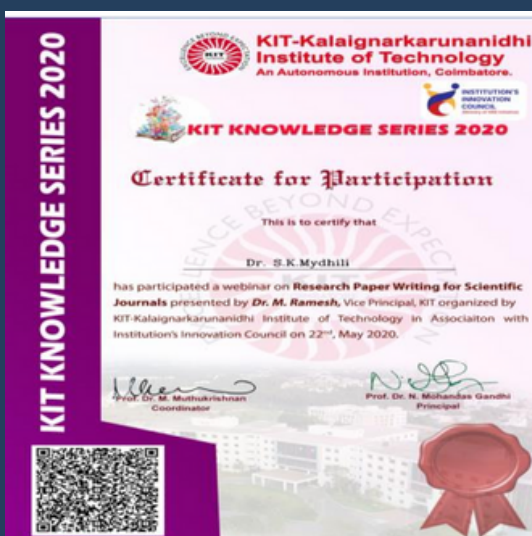 KIT KNOWLEDGE SERIES 2020
KIT
KIT-Kalaignarkarunanidhi
Institute of Technology
An Autonomous Institution, Coimbatore.
INSTITUTION'S
INNOVATION
COUNCIL
KIT KNOWLEDGE SERIES 2020
Certificate for Participation
This is to certify that
Dr. S.K.Mydhili
has participated a webinar on Research Paper Writing for Scientific
Journals presented by Dr. M. Ramesh, Vice Principal, KIT organized by
KIT-Kalaignarkarunanidhi Institute of Technology in Associaiton with
Institution's Innovation Council on 22nd, May 2020.
Prof. Dr. M. Muthukrishnan
Coordinator
Prof. Dr. N. Mohandas Gandhi
Principal